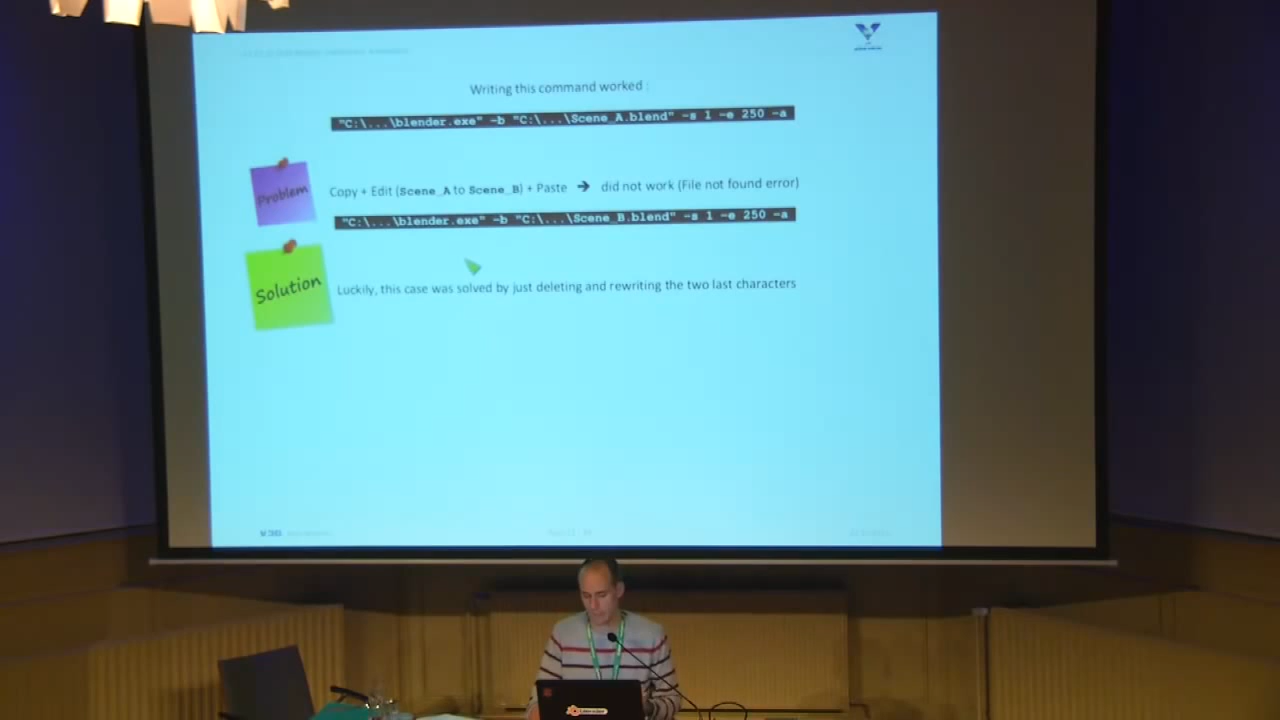 Writing this command worked :
"C:\...\blender.exe" -b "C:\...\Scene_A.blend" -s 1 -e 250 -a
Problem
Copy + Edit (Scene_A to Scene_B) + Paste ➔ did not work (File not found error)
"C:\...\blender.exe" -b "C:\...\Scene_B.blend" -s 1 -e 250 -a
Solution
Luckily, this case was solved by just deleting and rewriting the two last characters